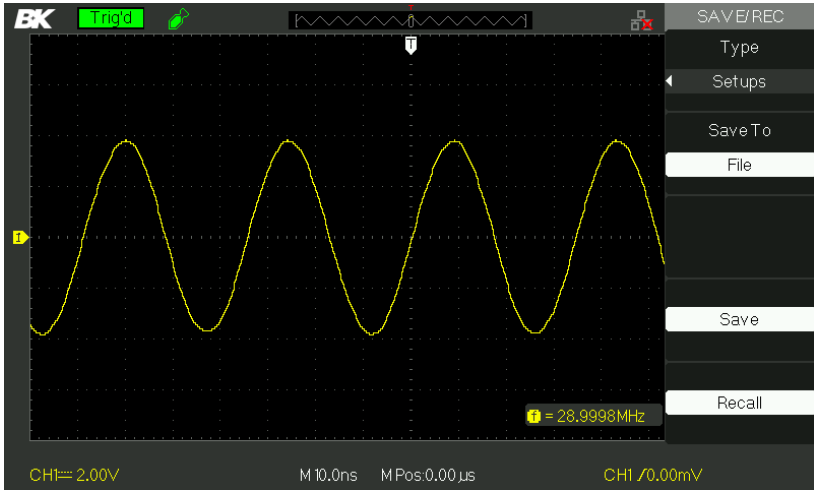 BK Trig'd T SAVE/REC
T
Type
Setups
Save To
File
1
Save
Recall
f = 28.9998MHz
CH1 2.00V M 10.0ns M Pos:0.00μs CH1 / 0.00mV